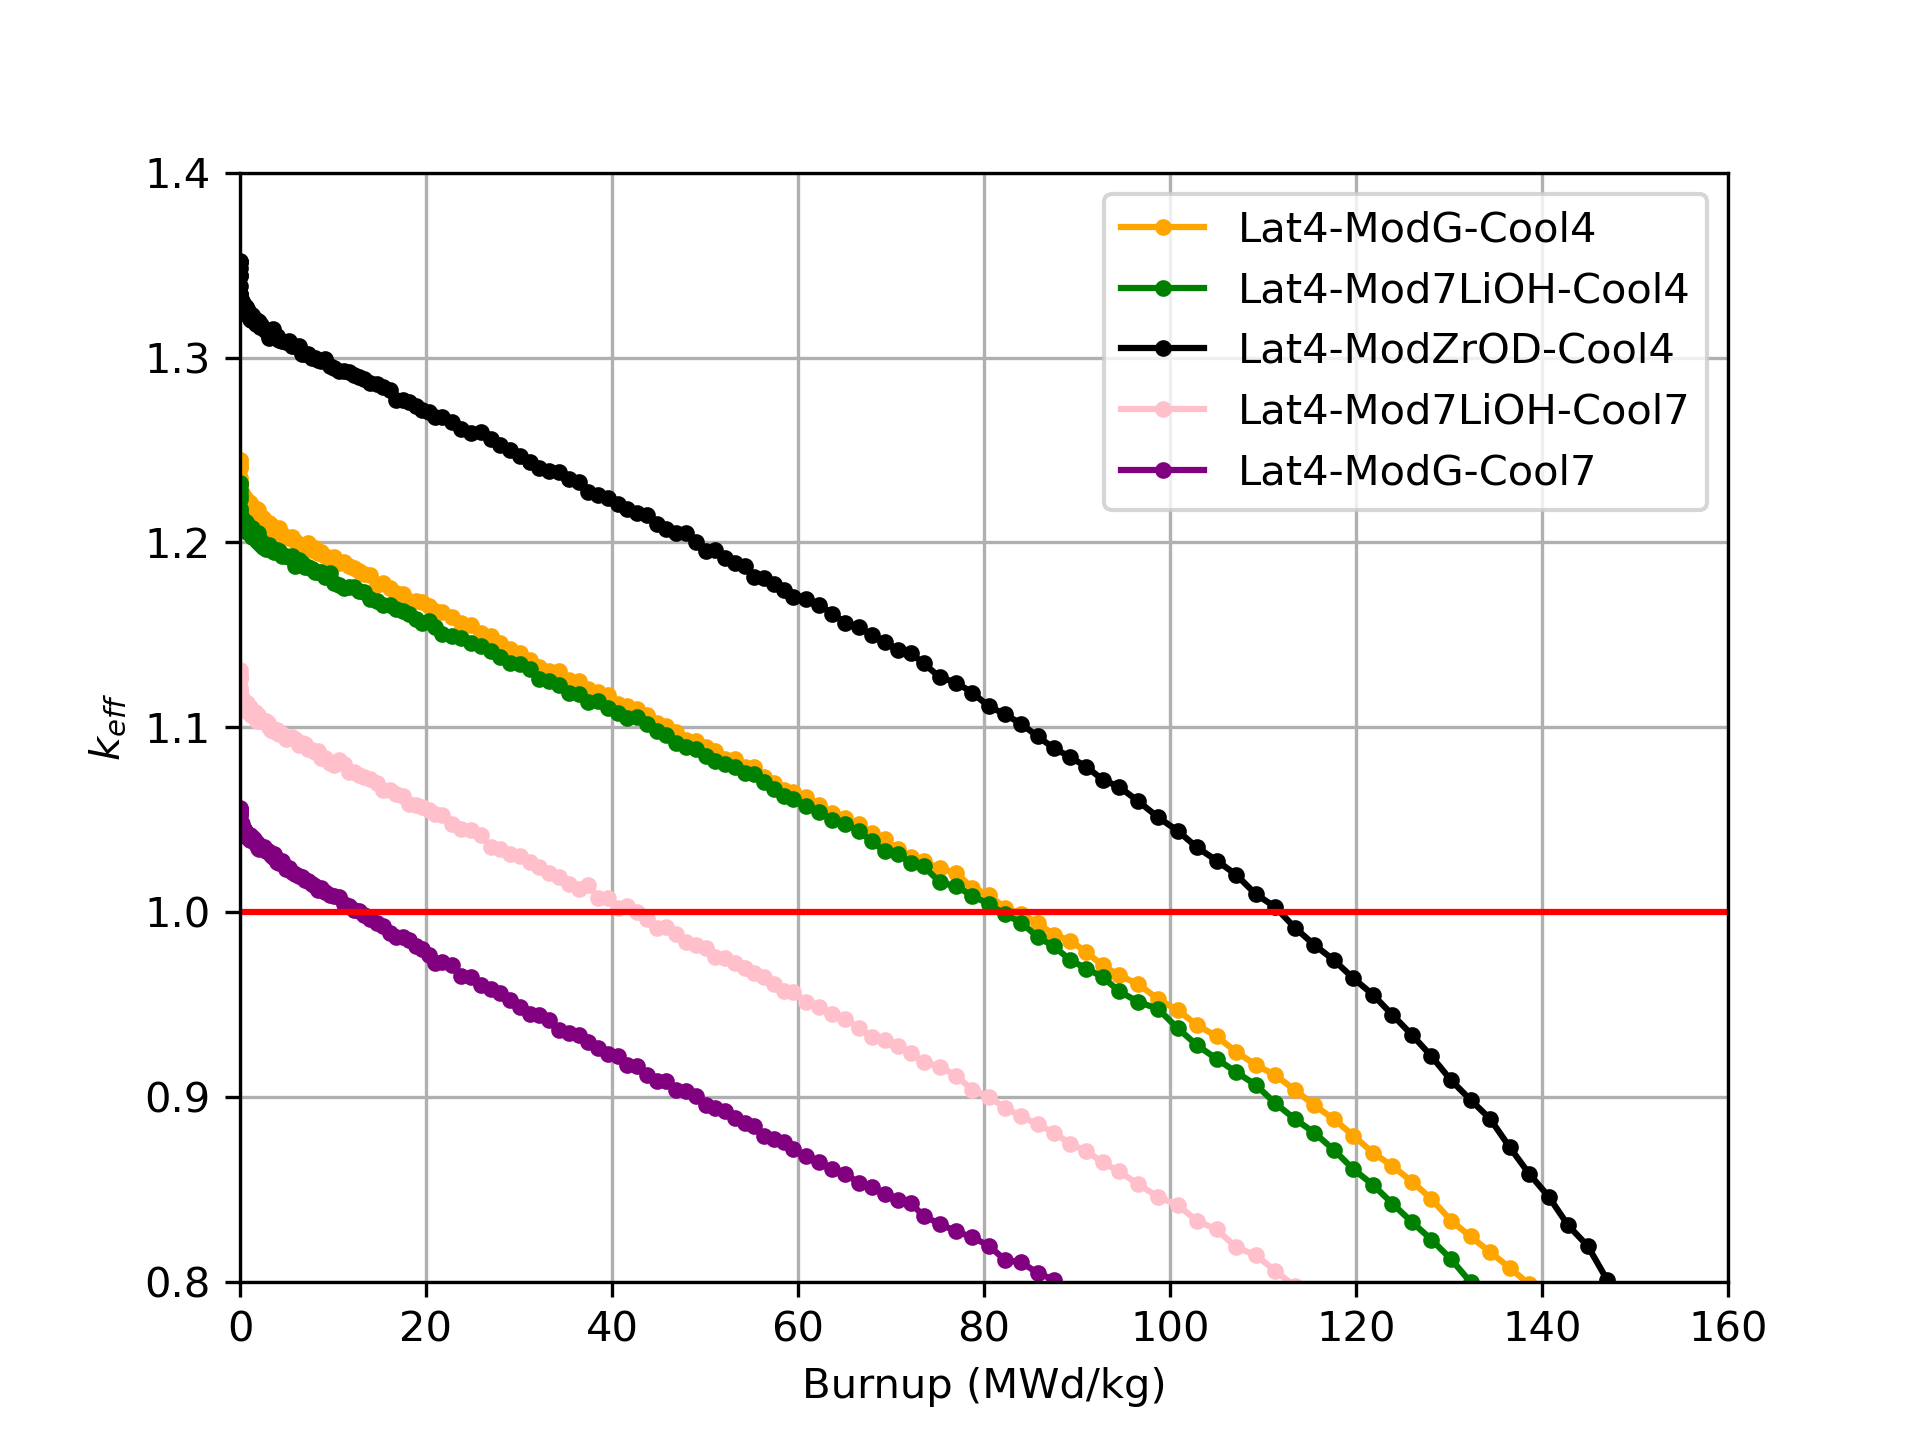 1.4
1.3
1.2
1.1
1.0
0.9
0.8
k_eff
0 20 40 60 80 100 120 140 160
Burnup (MWd/kg)
Lat4-ModG-Cool4
Lat4-Mod7LiOH-Cool4
Lat4-ModZrOD-Cool4
Lat4-Mod7LiOH-Cool7
Lat4-ModG-Cool7